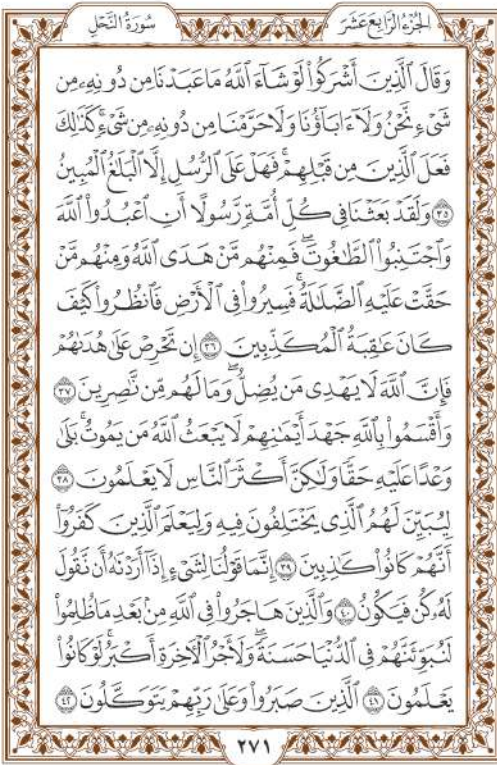 الجزء الرابع عشر
سورة النحل
وَقَالَ ٱلَّذِينَ أَشْرَكُوا۟ لَوْ شَآءَ ٱللَّهُ مَا عَبَدْنَا مِن دُونِهِۦ مِن
شَىْءٍ نَّحْنُ وَلَآ ءَابَآؤُنَا وَلَا حَرَّمْنَا مِن دُونِهِۦ مِن شَىْءٍ ۚ كَذَٰلِكَ
فَعَلَ ٱلَّذِينَ مِن قَبْلِهِمْ ۚ فَهَلْ عَلَى ٱلرُّسُلِ إِلَّا ٱلْبَلَٰغُ ٱلْمُبِينُ
٣٥ وَلَقَدْ بَعَثْنَا فِى كُلِّ أُمَّةٍ رَّسُولًا أَنِ ٱعْبُدُوا۟ ٱللَّهَ
وَٱجْتَنِبُوا۟ ٱلطَّٰغُوتَ ۖ فَمِنْهُم مَّنْ هَدَى ٱللَّهُ وَمِنْهُم مَّنْ
حَقَّتْ عَلَيْهِ ٱلضَّلَٰلَةُ ۚ فَسِيرُوا۟ فِى ٱلْأَرْضِ فَٱنظُرُوا۟ كَيْفَ
كَانَ عَٰقِبَةُ ٱلْمُكَذِّبِينَ ٣٦ إِن تَحْرِصْ عَلَىٰ هُدَىٰهُمْ
فَإِنَّ ٱللَّهَ لَا يَهْدِى مَن يُضِلُّ ۖ وَمَا لَهُم مِّن نَّٰصِرِينَ ٣٧
وَأَقْسَمُوا۟ بِٱللَّهِ جَهْدَ أَيْمَٰنِهِمْ ۙ لَا يَبْعَثُ ٱللَّهُ مَن يَمُوتُ ۚ بَلَىٰ
وَعْدًا عَلَيْهِ حَقًّا وَلَٰكِنَّ أَكْثَرَ ٱلنَّاسِ لَا يَعْلَمُونَ ٣٨
لِيُبَيِّنَ لَهُمُ ٱلَّذِى يَخْتَلِفُونَ فِيهِ وَلِيَعْلَمَ ٱلَّذِينَ كَفَرُوٓا۟
أَنَّهُمْ كَانُوا۟ كَٰذِبِينَ ٣٩ إِنَّمَا قَوْلُنَا لِشَىْءٍ إِذَآ أَرَدْنَٰهُ أَن نَّقُولَ
لَهُۥ كُن فَيَكُونُ ٤٠ وَٱلَّذِينَ هَاجَرُوا۟ فِى ٱللَّهِ مِنۢ بَعْدِ مَا ظُلِمُوا۟
لَنُبَوِّئَنَّهُمْ فِى ٱلدُّنْيَا حَسَنَةً ۖ وَلَأَجْرُ ٱلْءَاخِرَةِ أَكْبَرُ ۚ لَوْ كَانُوا۟
يَعْلَمُونَ ٤١ ٱلَّذِينَ صَبَرُوا۟ وَعَلَىٰ رَبِّهِمْ يَتَوَكَّلُونَ ٤٢
٢٧١